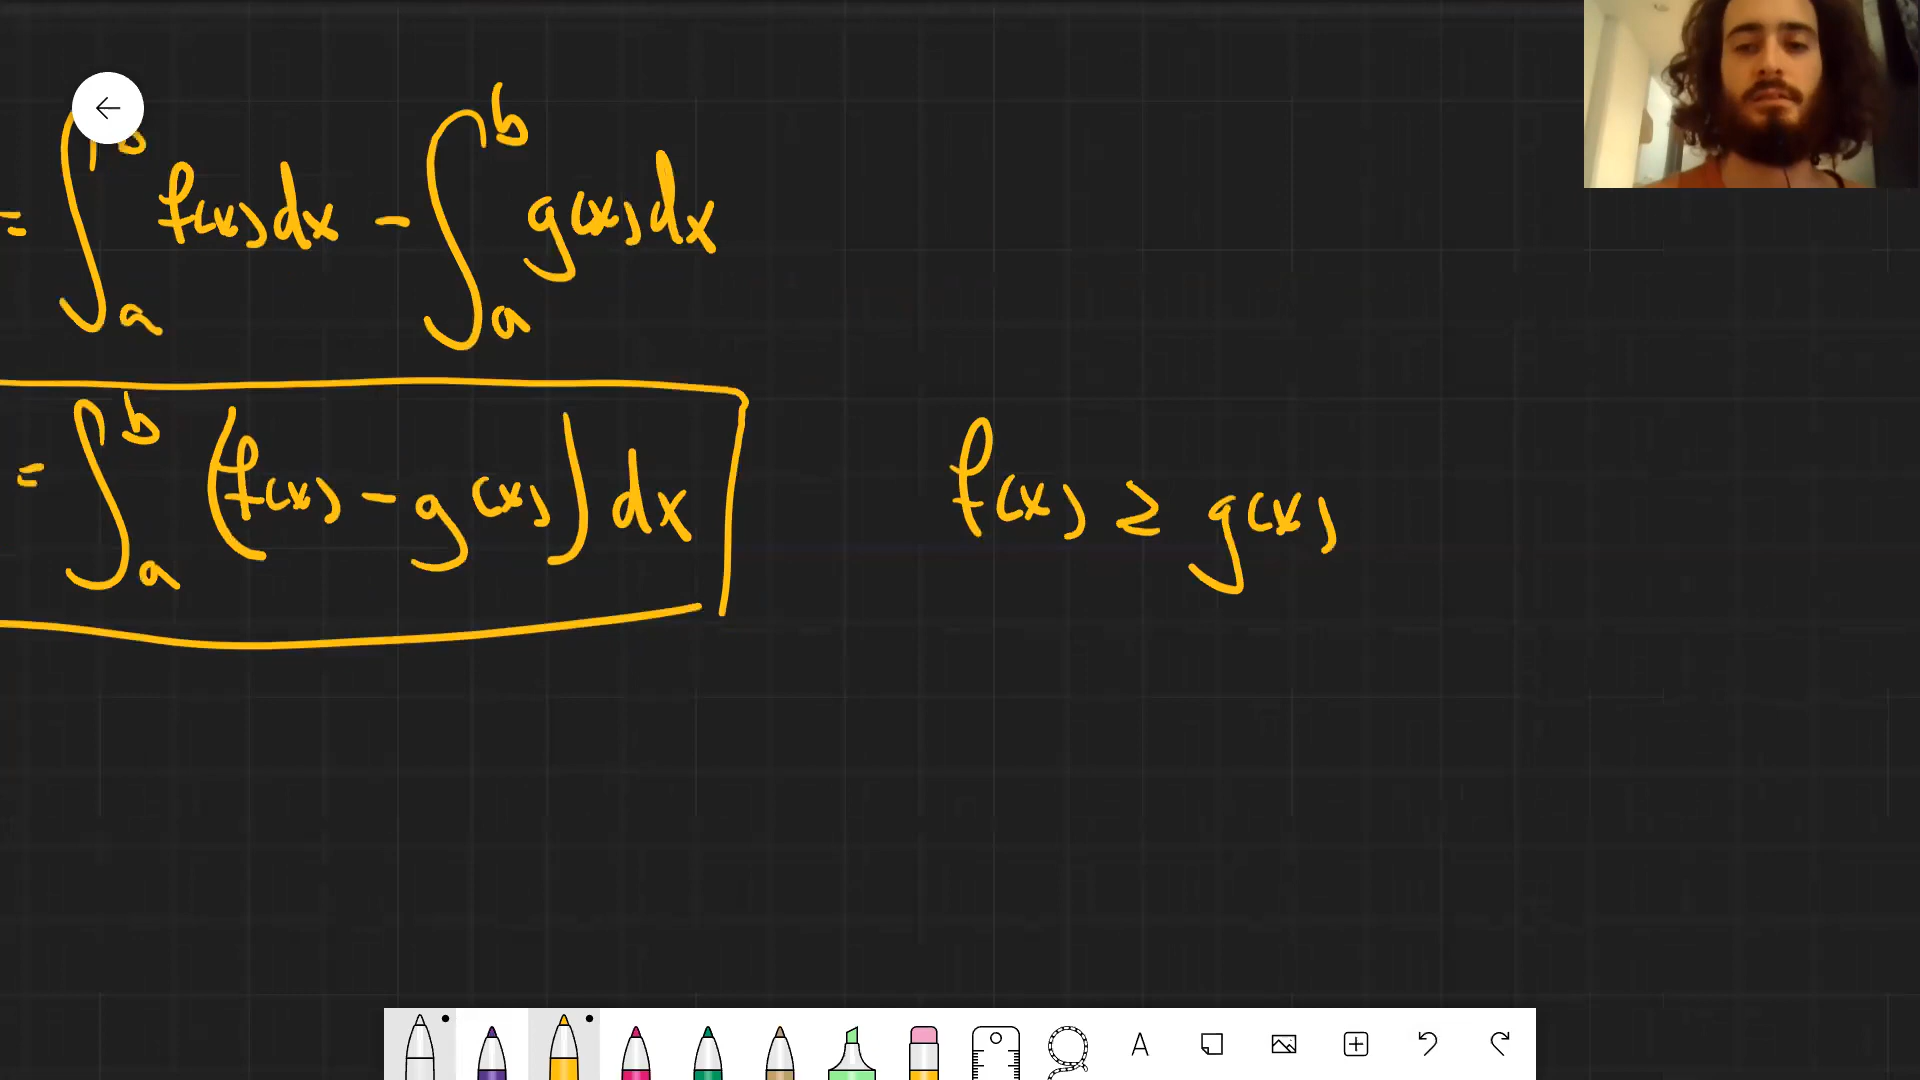 = ∫_a^b f(x)dx - ∫_a^b g(x)dx
= ∫_a^b (f(x) - g(x)) dx
f(x) ≥ g(x)
A